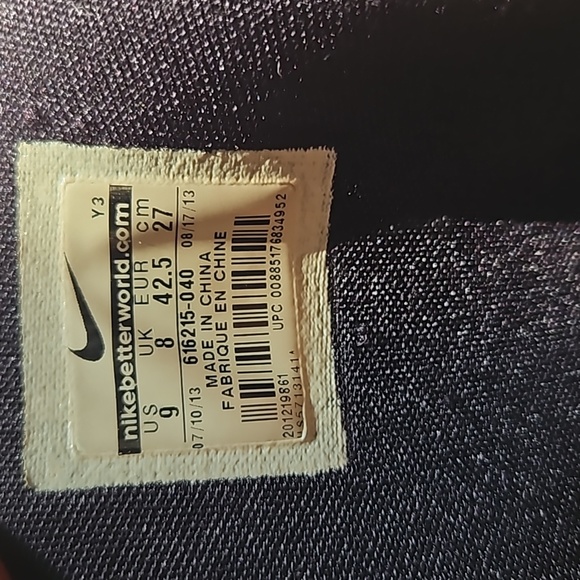 Y3
nikebetterworld.com
US UK EUR cm
9 8 42.5 27
616215-040
07/10/13 08/17/13
MADE IN CHINA
FABRIQUE EN CHINE
UPC 00885176834952
201219861